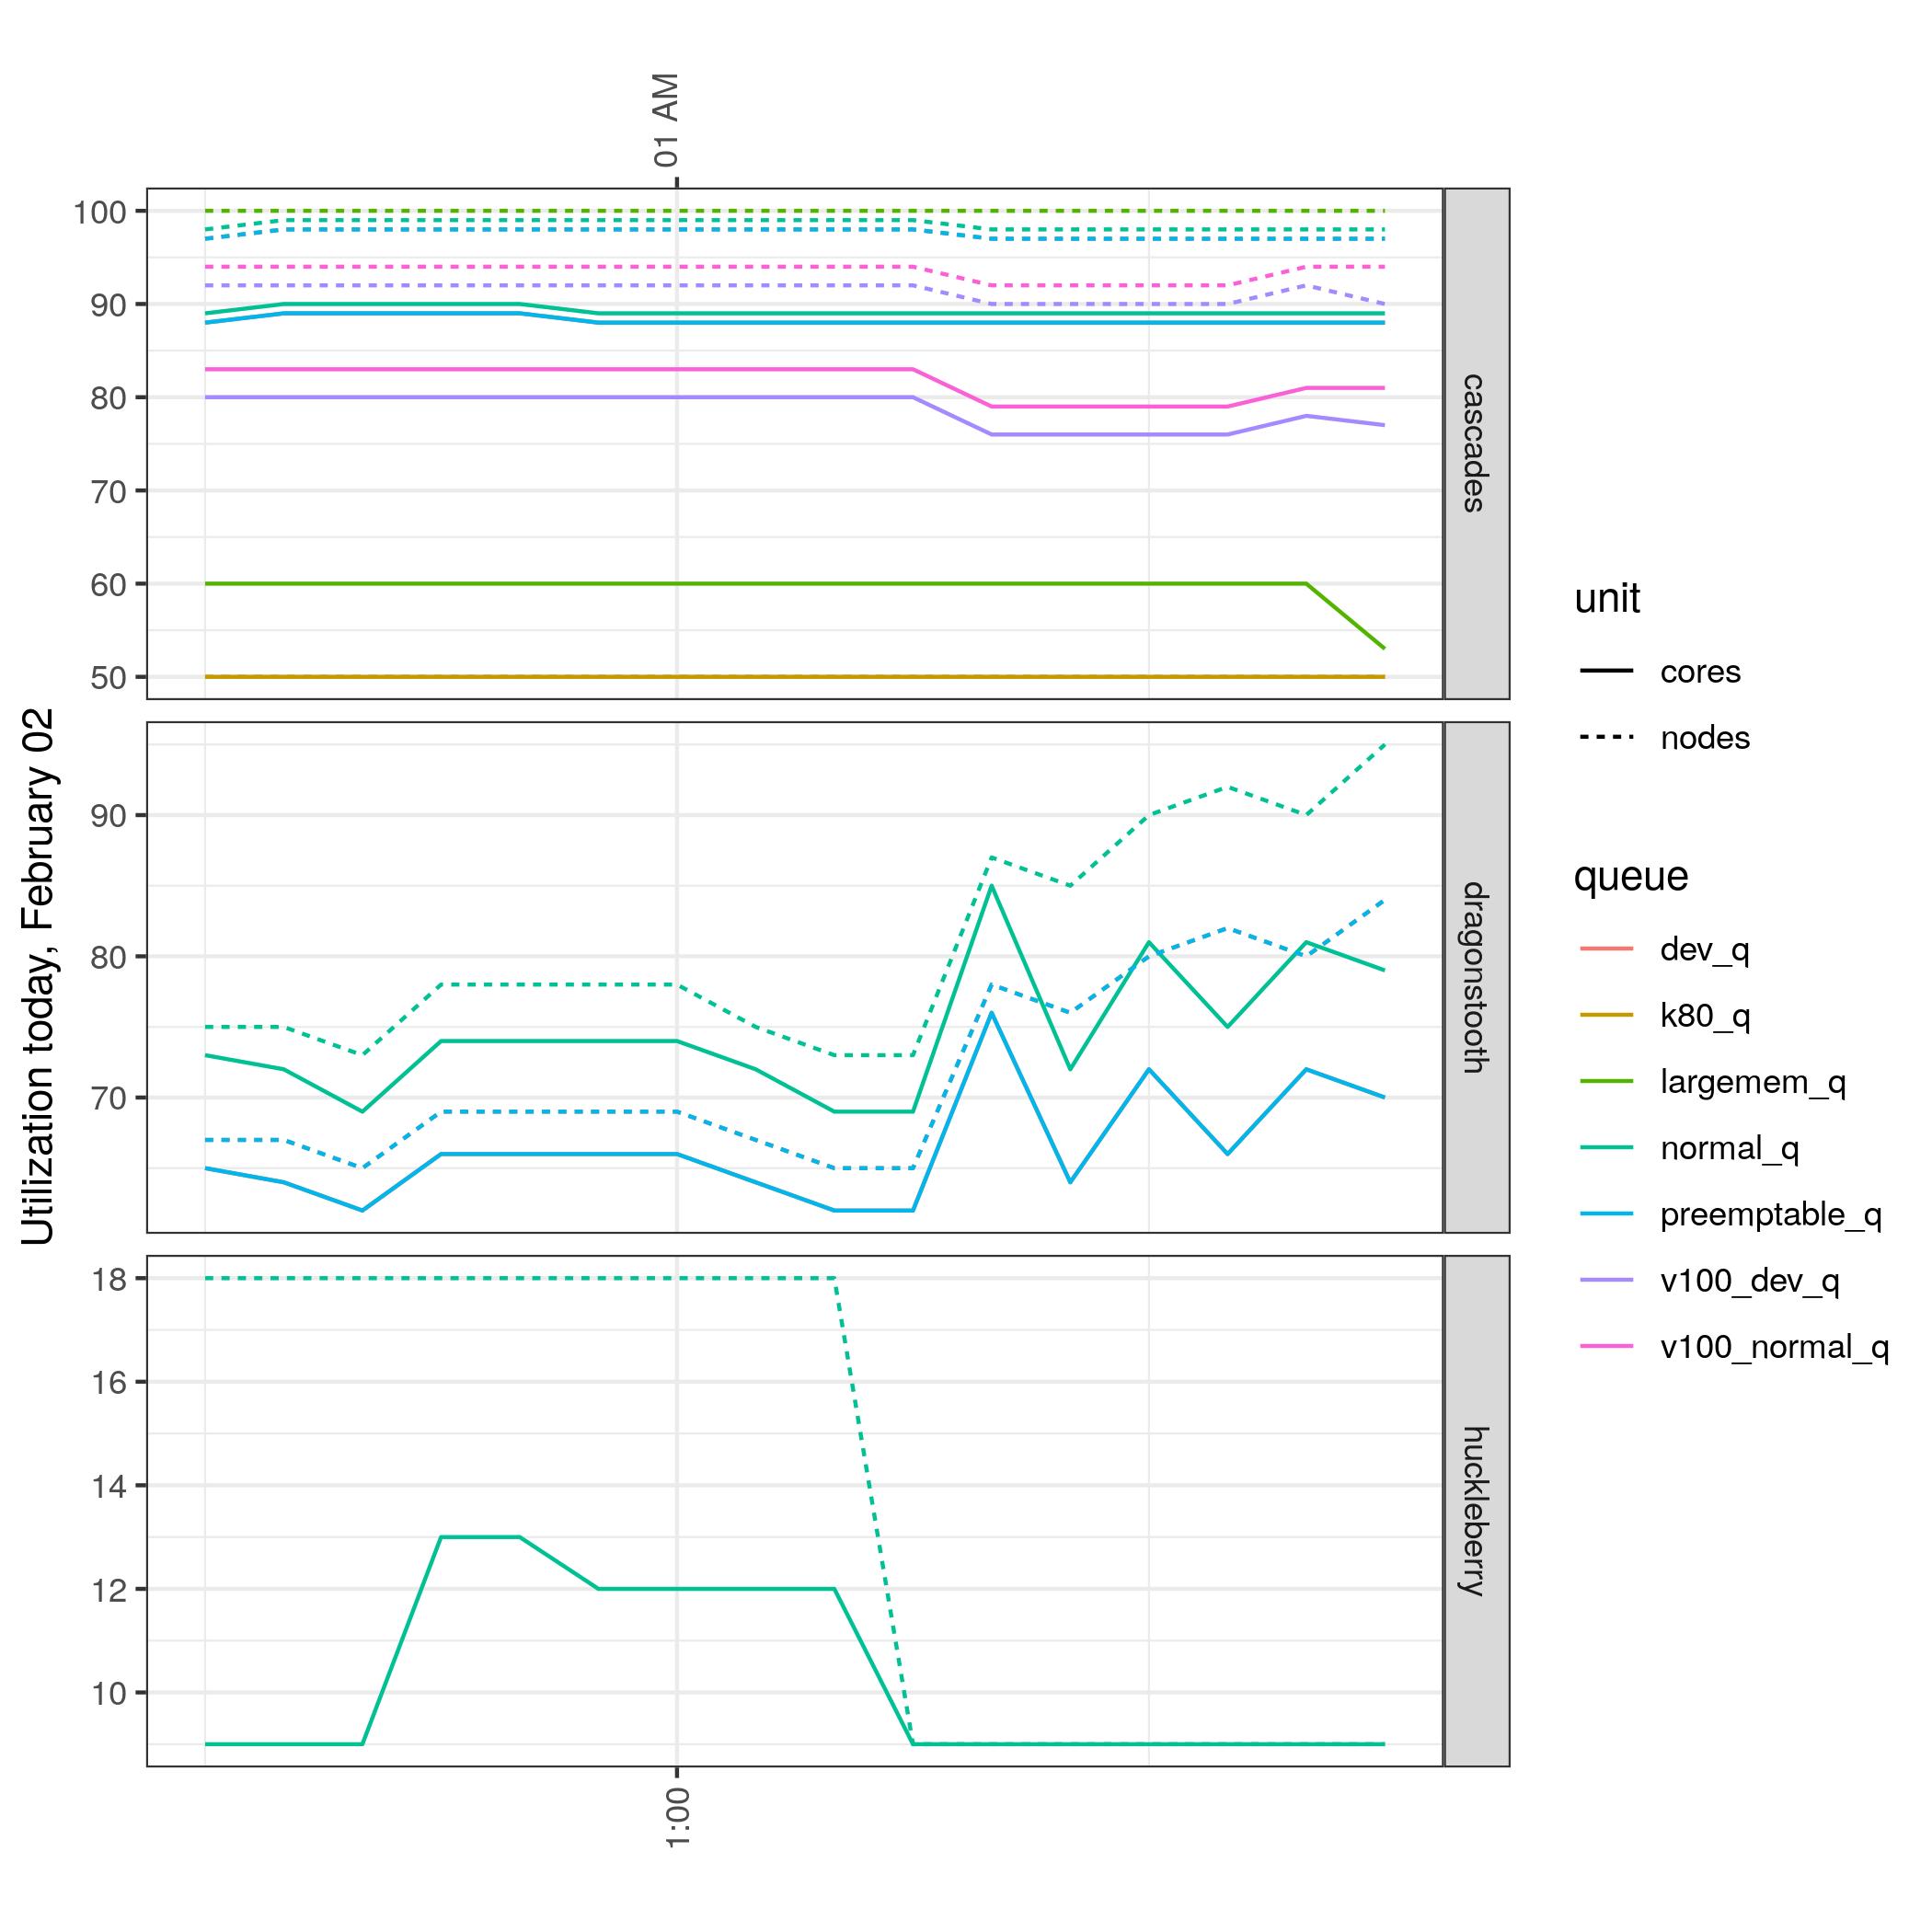 01 AM
100
90
80
70
60
50
cascades
90
80
70
dragonstooth
18
16
14
12
10
huckleberry
1:00
Utilization today, February 02
unit
cores
nodes
queue
dev_q
k80_q
largemem_q
normal_q
preemptable_q
v100_dev_q
v100_normal_q